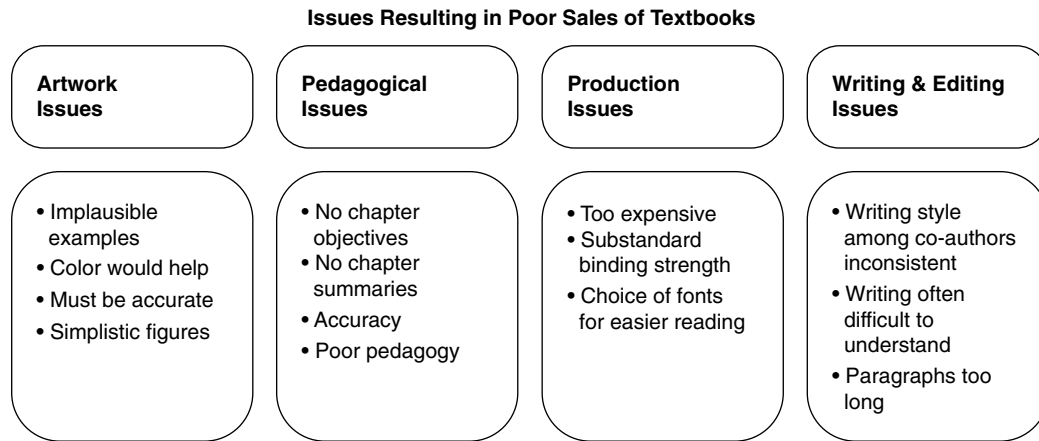 Issues Resulting in Poor Sales of Textbooks
Artwork
Issues
Pedagogical
Issues
Production
Issues
Writing & Editing
Issues
• Implausible
examples
• Color would help
• Must be accurate
• Simplistic figures
• No chapter
objectives
• No chapter
summaries
• Accuracy
• Poor pedagogy
• Too expensive
• Substandard
binding strength
• Choice of fonts
for easier reading
• Writing style
among co-authors
inconsistent
• Writing often
difficult to
understand
• Paragraphs too
long